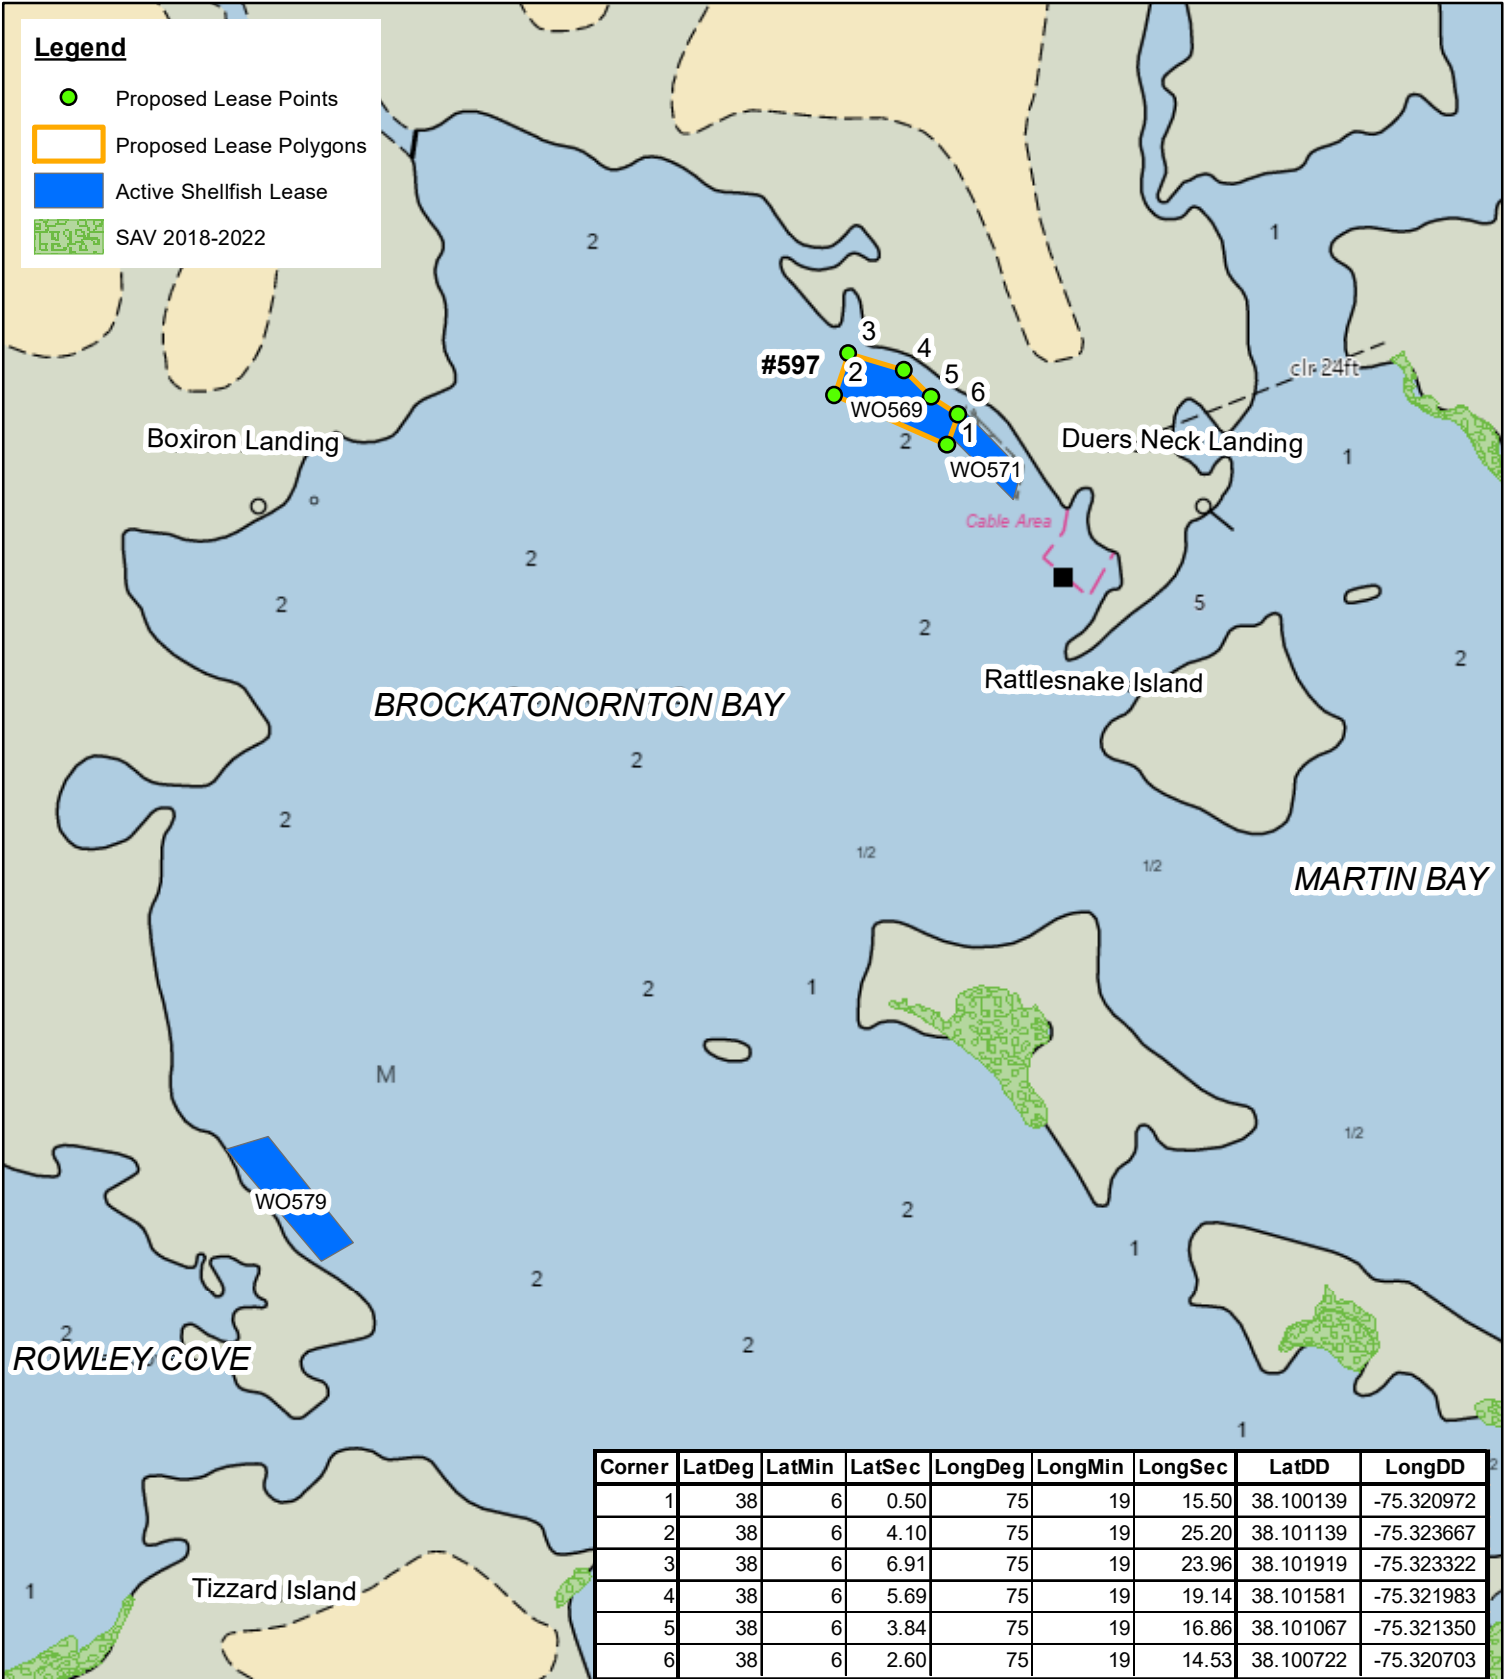 Legend
Proposed Lease Points
Proposed Lease Polygons
Active Shellfish Lease
SAV 2018-2022
2
1
3
4
#597
2
5
6
clr 24ft
WO569
1
Boxiron Landing
2
Duers Neck Landing
1
WO571
Cable Area
2
2
5
2
2
Rattlesnake Island
BROCKATONORNTON BAY
2
2
1/2
1/2
MARTIN BAY
2
1
M
1/2
WO579
2
1
2
2
2
ROWLEY COVE
1
Corner LatDeg LatMin LatSec LongDeg LongMin LongSec LatDD LongDD
1 38 6 0.50 75 19 15.50 38.100139 -75.320972
2 38 6 4.10 75 19 25.20 38.101139 -75.323667
3 38 6 6.91 75 19 23.96 38.101919 -75.323322
4 38 6 5.69 75 19 19.14 38.101581 -75.321983
5 38 6 3.84 75 19 16.86 38.101067 -75.321350
6 38 6 2.60 75 19 14.53 38.100722 -75.320703
2
1
Tizzard Island